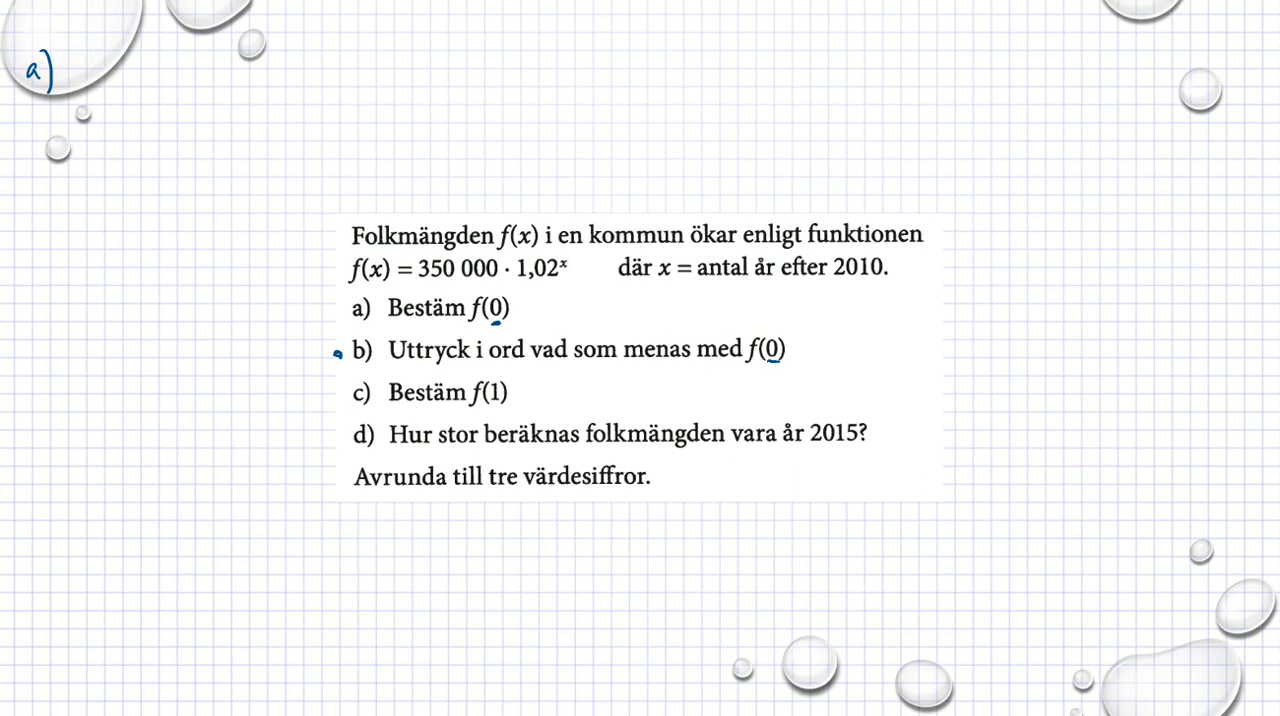 a)
Folkmängden f(x) i en kommun ökar enligt funktionen
f(x) = 350 000 · 1,02ˣ där x = antal år efter 2010.
a) Bestäm f(0)
b) Uttryck i ord vad som menas med f(0)
c) Bestäm f(1)
d) Hur stor beräknas folkmängden vara år 2015?
Avrunda till tre värdesiffror.